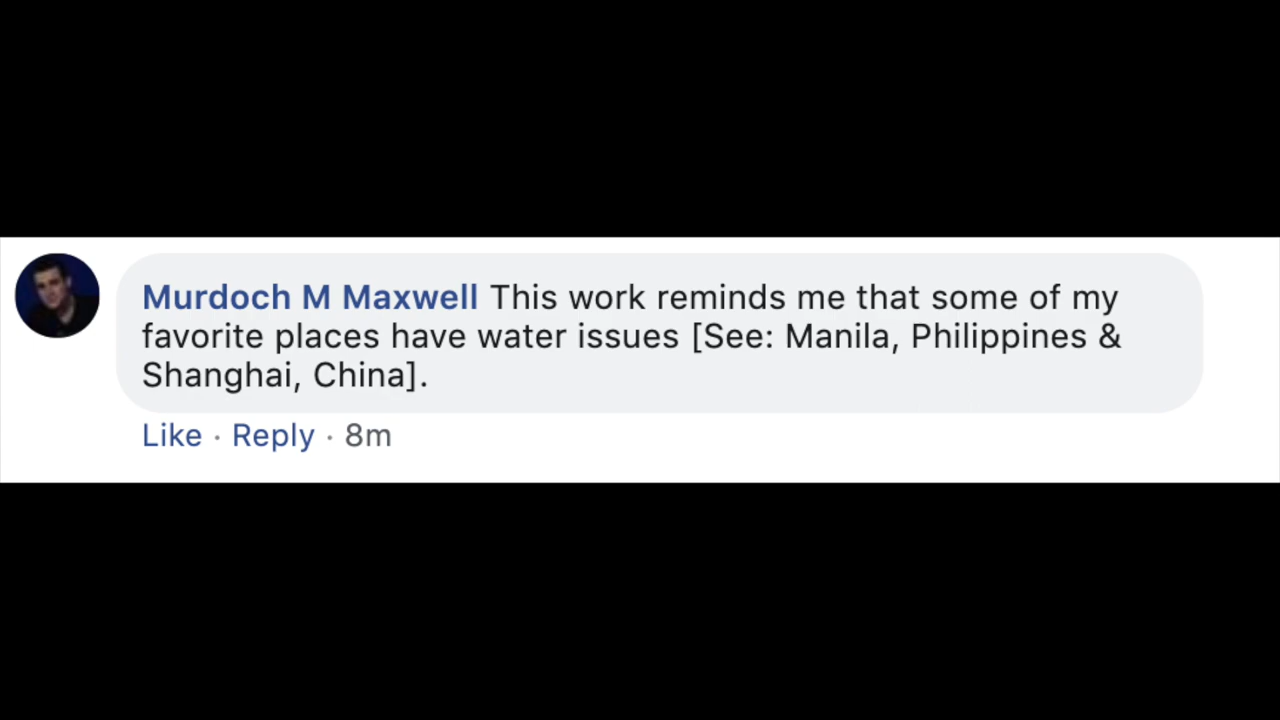 Murdoch M Maxwell This work reminds me that some of my
favorite places have water issues [See: Manila, Philippines &
Shanghai, China].
Like · Reply · 8m